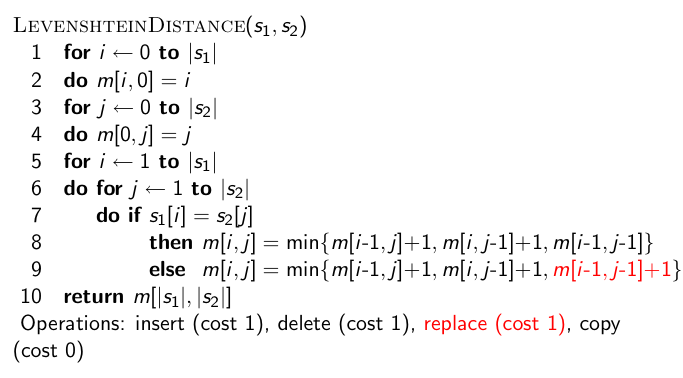 LEVENSHTEINDISTANCE(s₁, s₂)
1 for i ← 0 to |s₁|
2 do m[i, 0] = i
3 for j ← 0 to |s₂|
4 do m[0, j] = j
5 for i ← 1 to |s₁|
6 do for j ← 1 to |s₂|
7 do if s₁[i] = s₂[j]
8 then m[i, j] = min{m[i-1, j]+1, m[i, j-1]+1, m[i-1, j-1]}
9 else m[i, j] = min{m[i-1, j]+1, m[i, j-1]+1, m[i-1, j-1]+1}
10 return m[|s₁|, |s₂|]
Operations: insert (cost 1), delete (cost 1), replace (cost 1), copy
(cost 0)